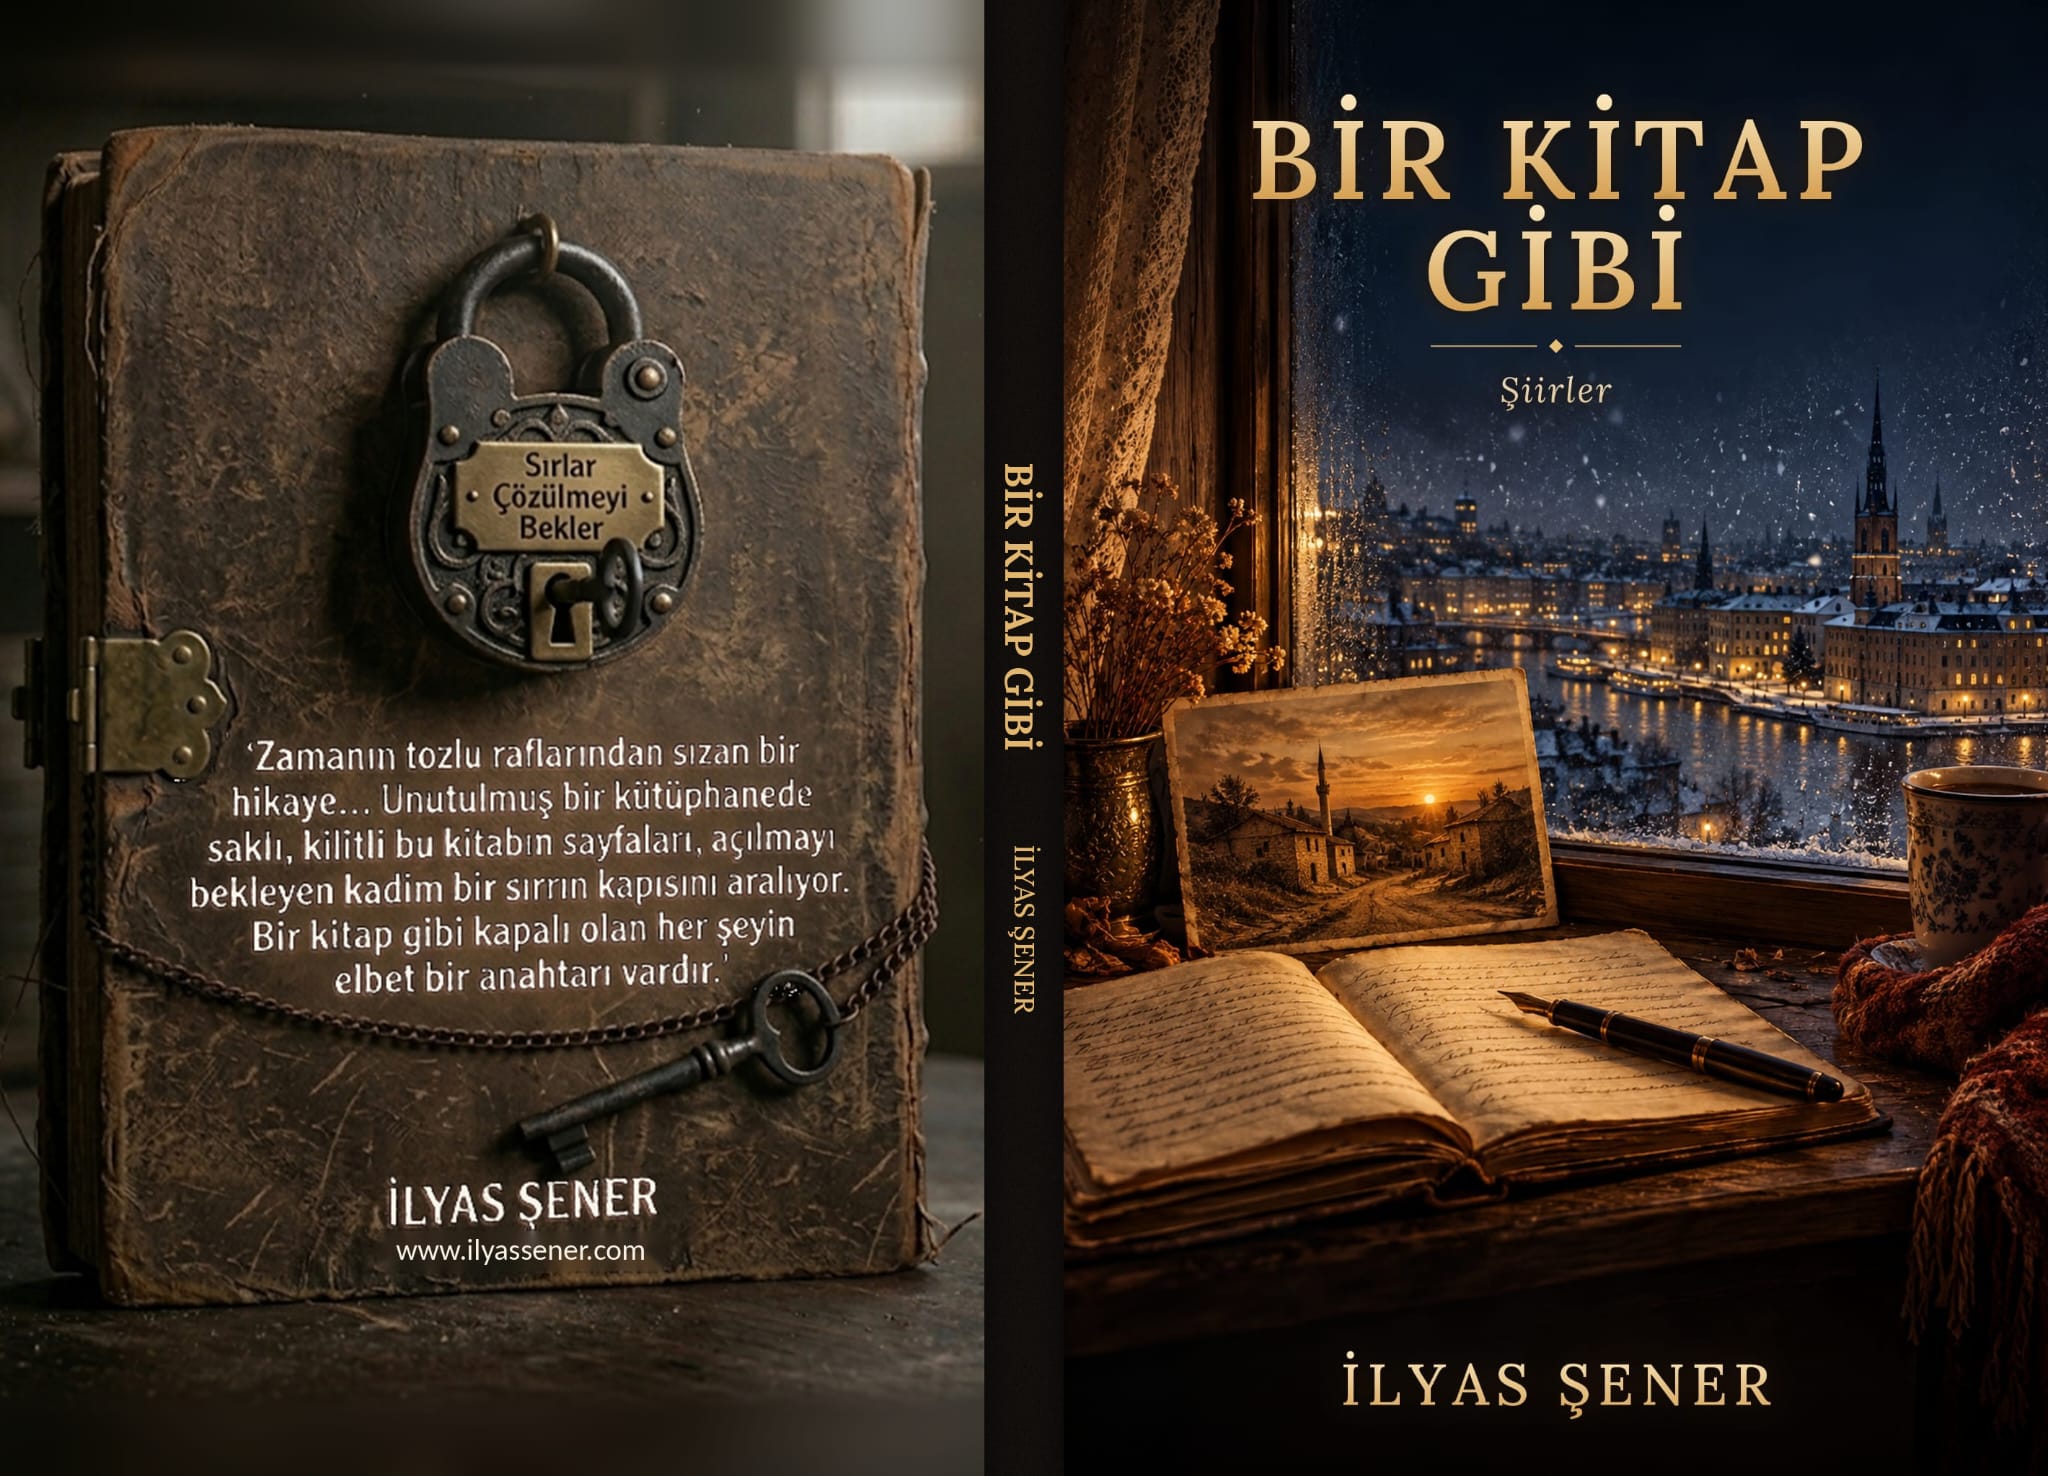 Sırlar
Çözülmeyi
Bekler
‘Zamanın tozlu raflarından sızan bir
hikaye... Unutulmuş bir kütüphanede
saklı, kilitli bu kitabın sayfaları, açılmayı
bekleyen kadim bir sırrın kapısını aralıyor.
Bir kitap gibi kapalı olan her şeyin
elbet bir anahtarı vardır.’
İLYAS ŞENER
www.ilyassener.com
BİR KİTAP GİBİ
İLYAS ŞENER
BİR KİTAP
GİBİ
Şiirler
İLYAS ŞENER